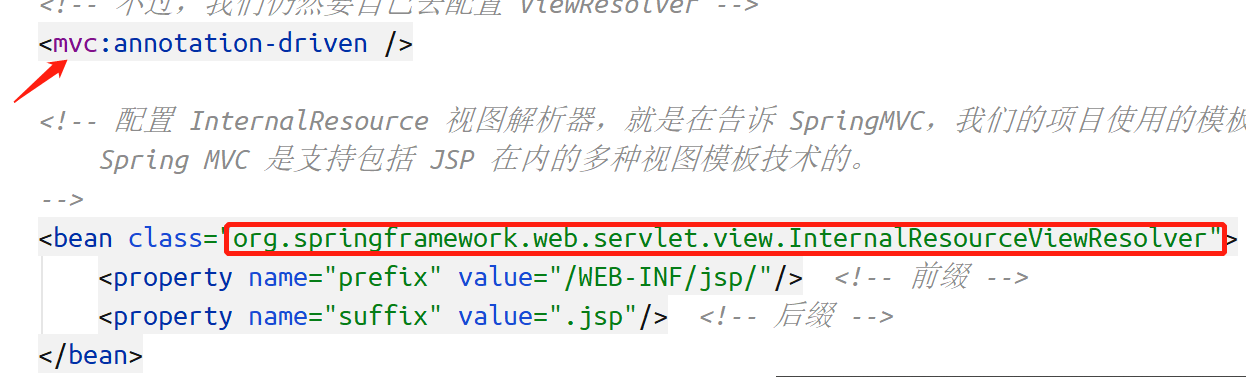 <!-- 不过，我们仍然要自己去配置 ViewResolver -->
<mvc:annotation-driven />
<!-- 配置 InternalResource 视图解析器，就是在告诉 SpringMVC，我们的项目使用的模板
Spring MVC 是支持包括 JSP 在内的多种视图模板技术的。
-->
<bean class="org.springframework.web.servlet.view.InternalResourceViewResolver">
<property name="prefix" value="/WEB-INF/jsp/"/> <!-- 前缀 -->
<property name="suffix" value=".jsp"/> <!-- 后缀 -->
</bean>